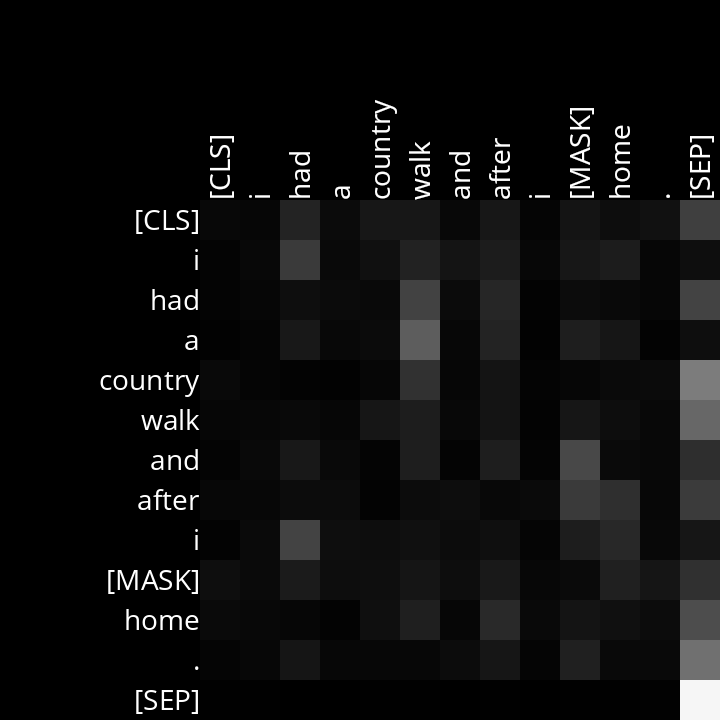 [CLS] i had a country walk and after i [MASK] home . [SEP]
[CLS]
i
had
a
country
walk
and
after
i
[MASK]
home
.
[SEP]